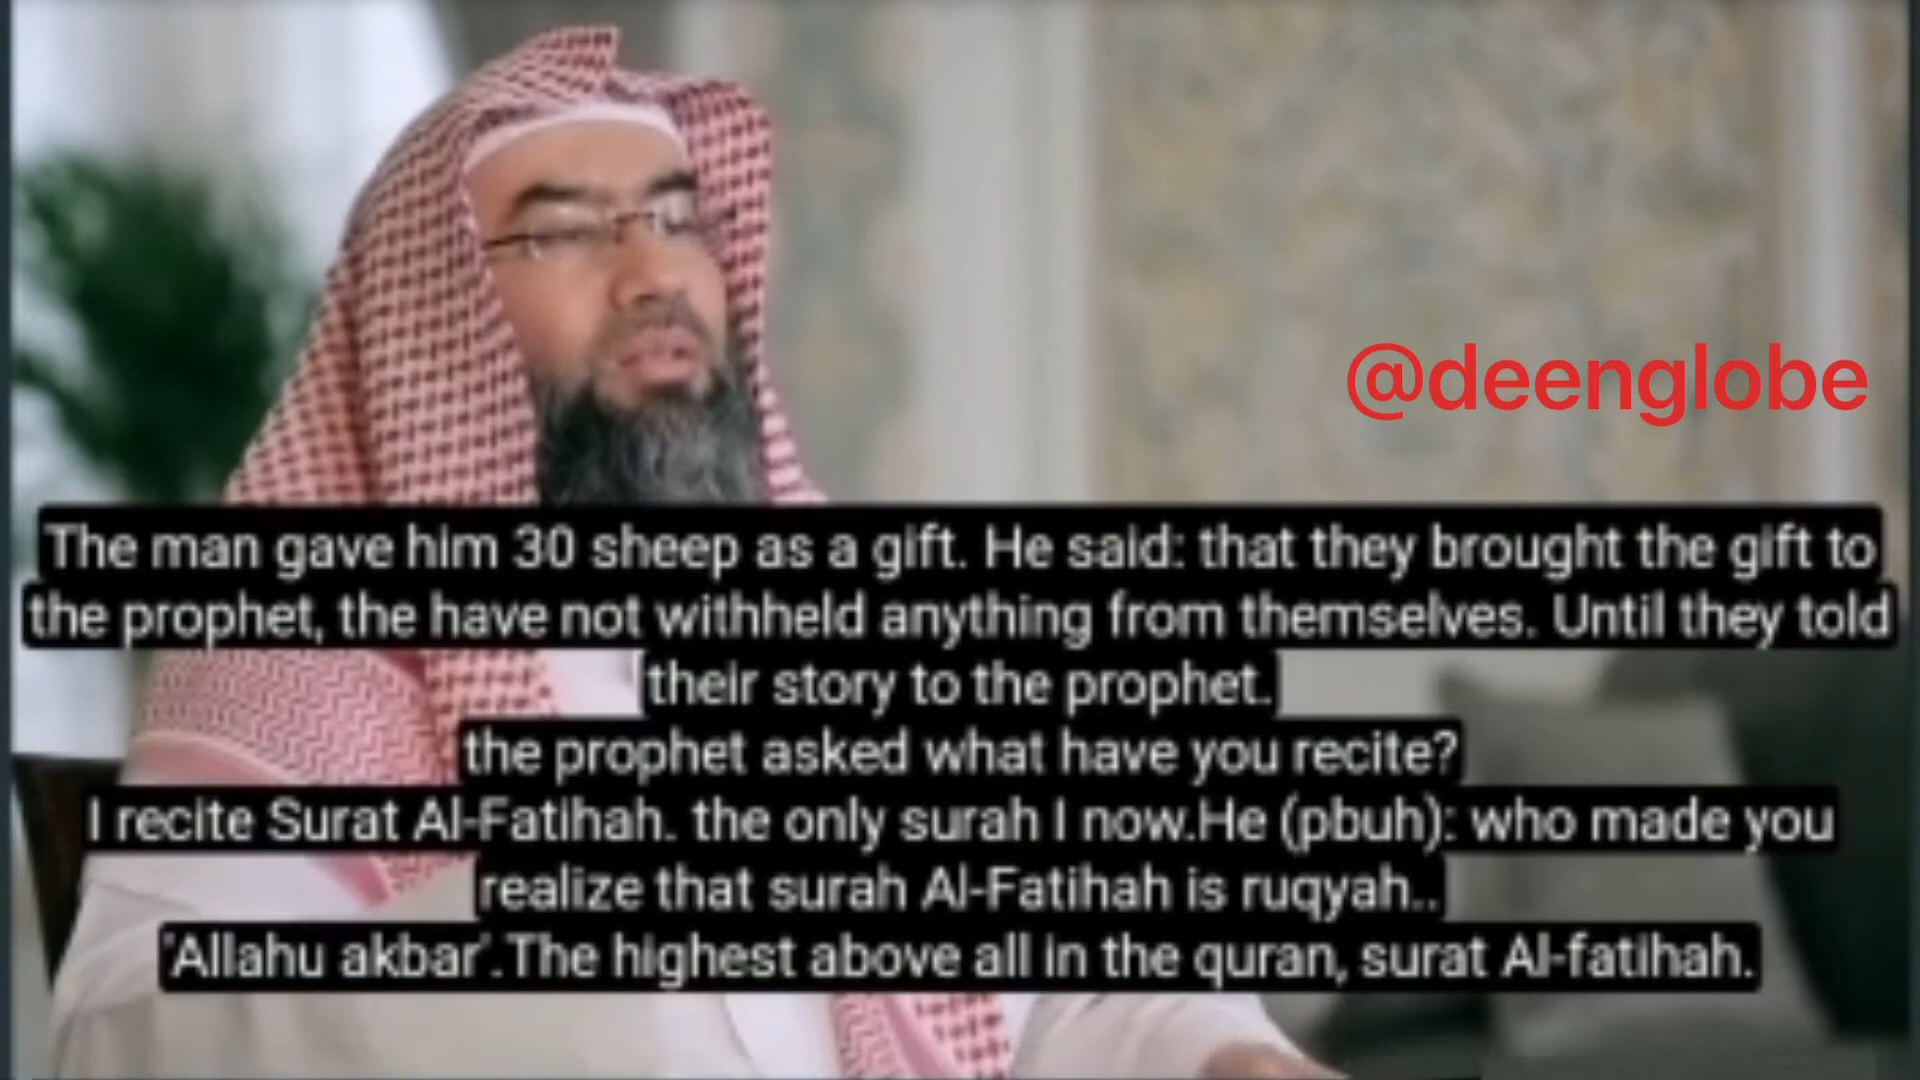 @deenglobe
The man gave him 30 sheep as a gift. He said: that they brought the gift to
the prophet, the have not withheld anything from themselves. Until they told
their story to the prophet.
the prophet asked what have you recite?
I recite Surat Al-Fatihah. the only surah I now.He (pbuh): who made you
realize that surah Al-Fatihah is ruqyah..
'Allahu akbar'.The highest above all in the quran, surat Al-fatihah.